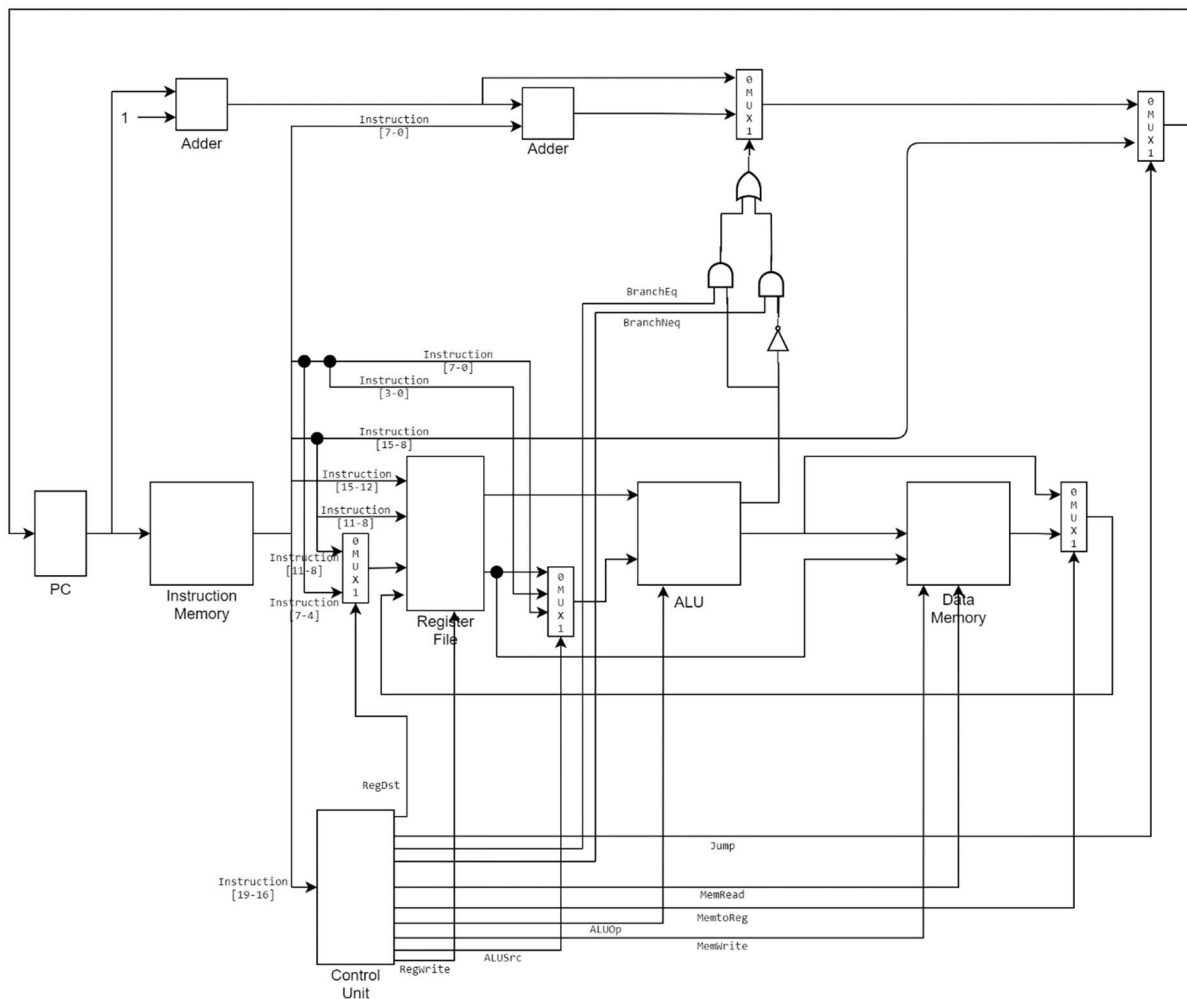 0
M
U
X
1
0
M
U
X
1
1
Adder
Instruction
[7-0]
Adder
BranchEq
BranchNeq
Instruction
[7-0]
Instruction
[3-0]
Instruction
[15-8]
Instruction
[15-12]
Instruction
[11-8]
0
M
U
X
1
Instruction
[11-8]
Instruction
[7-4]
0
M
U
X
1
0
M
U
X
1
PC
Instruction
Memory
Register
File
ALU
Data
Memory
RegDst
Jump
Instruction
[19-16]
MemRead
MemtoReg
ALUOp
MemWrite
ALUSrc
RegWrite
Control
Unit